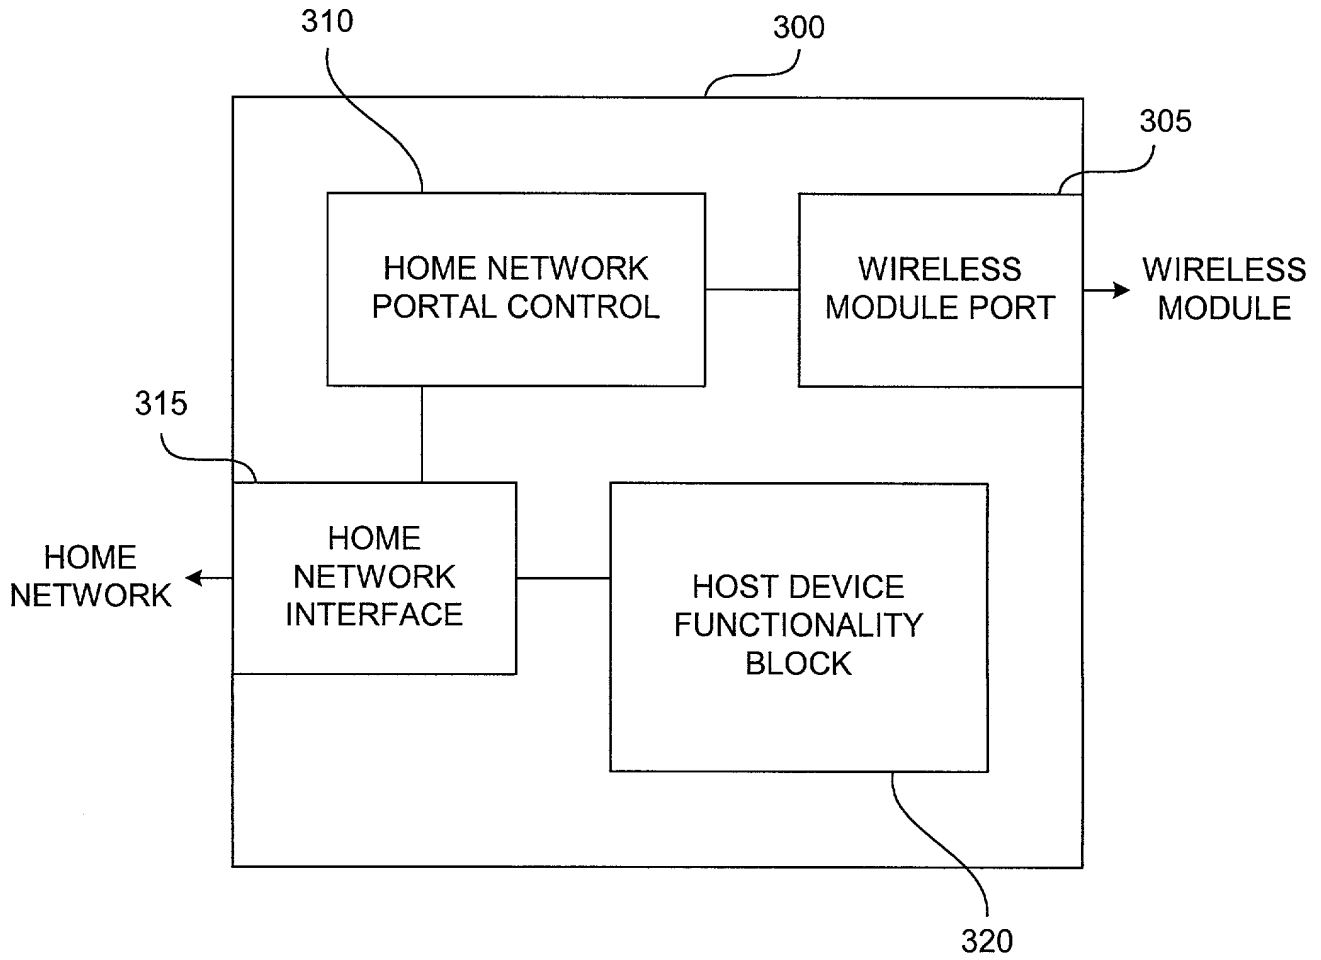 310
300
305
HOME NETWORK
PORTAL CONTROL
WIRELESS
MODULE PORT
WIRELESS
MODULE
315
HOME
NETWORK
HOME
NETWORK
INTERFACE
HOST DEVICE
FUNCTIONALITY
BLOCK
320